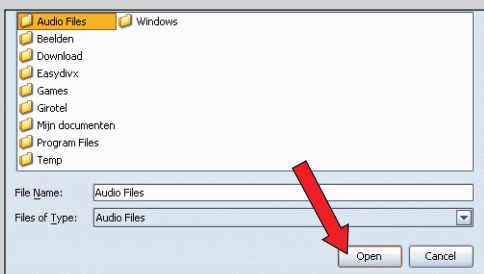 Audio Files Windows
Beelden
Download
Easydivx
Games
Girotel
Mijn documenten
Program Files
Temp
File Name: Audio Files
Files of Type: Audio Files
Open Cancel